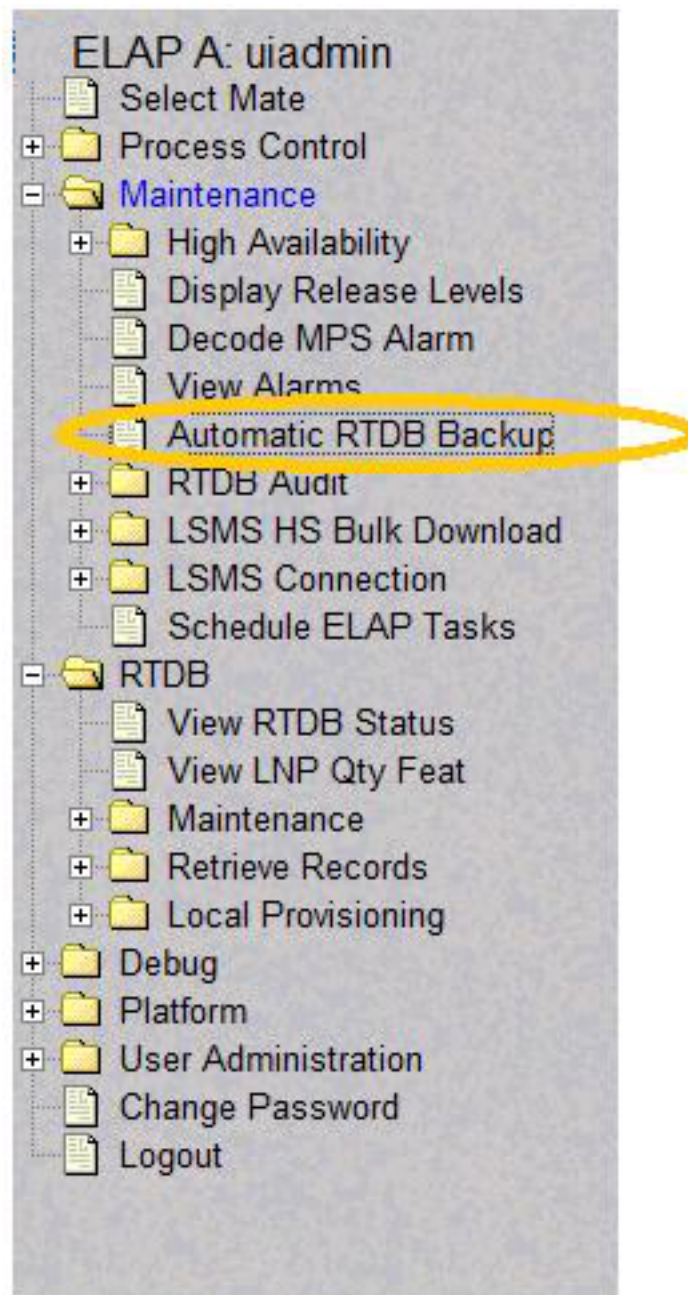 ELAP A: uiadmin
Select Mate
Process Control
Maintenance
High Availability
Display Release Levels
Decode MPS Alarm
View Alarms
Automatic RTDB Backup
RTDB Audit
LSMS HS Bulk Download
LSMS Connection
Schedule ELAP Tasks
RTDB
View RTDB Status
View LNP Qty Feat
Maintenance
Retrieve Records
Local Provisioning
Debug
Platform
User Administration
Change Password
Logout